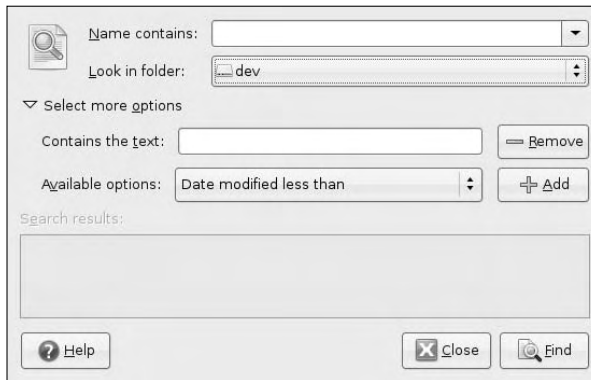 Name contains:
Look in folder: dev
Select more options
Contains the text: Remove
Available options: Date modified less than Add
Search results:
Help Close Find